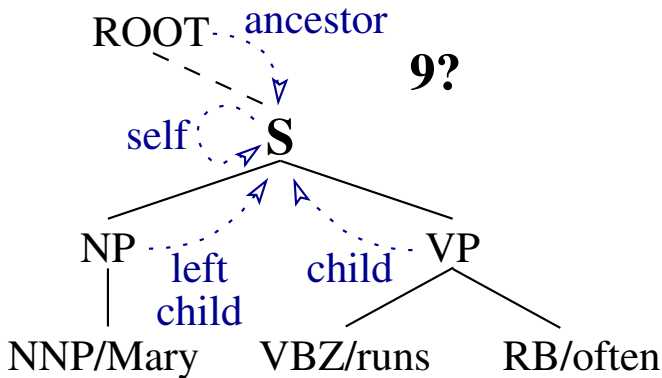 ROOT
ancestor
9?
self
S
NP
left
child
child
VP
NNP/Mary
VBZ/runs
RB/often